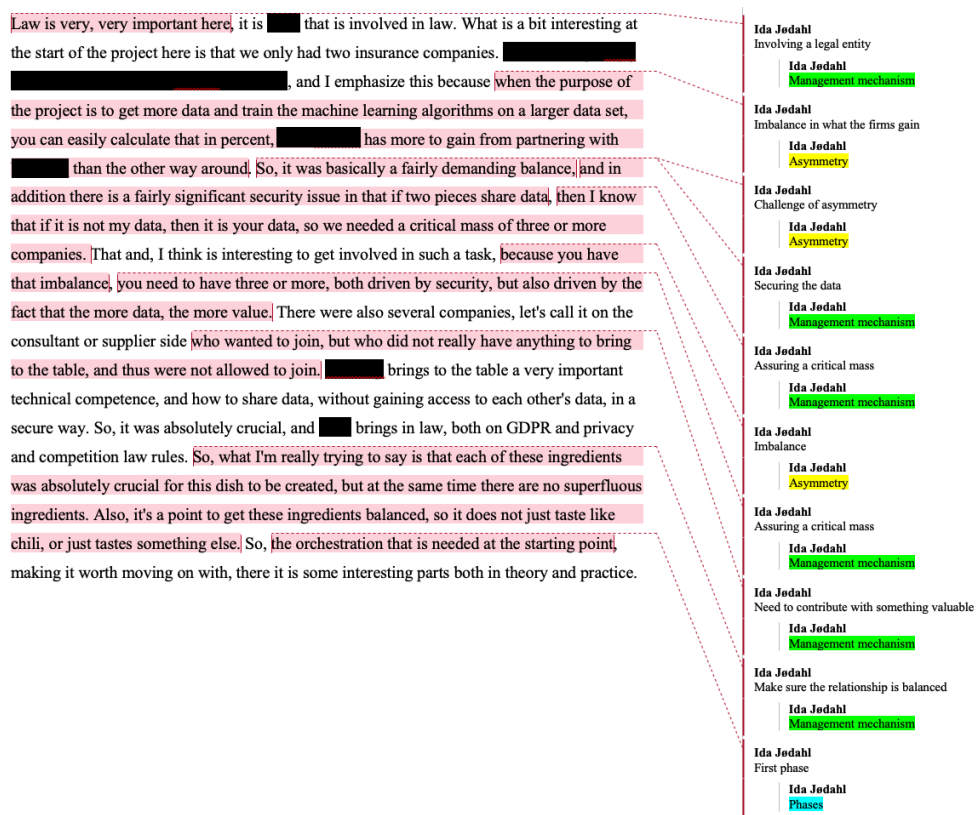 Law is very, very important here, it is that is involved in law. What is a bit interesting at
the start of the project here is that we only had two insurance companies.
, and I emphasize this because when the purpose of
the project is to get more data and train the machine learning algorithms on a larger data set,
you can easily calculate that in percent, has more to gain from partnering with
than the other way around. So, it was basically a fairly demanding balance, and in
addition there is a fairly significant security issue in that if two pieces share data, then I know
that if it is not my data, then it is your data, so we needed a critical mass of three or more
companies. That and, I think is interesting to get involved in such a task, because you have
that imbalance, you need to have three or more, both driven by security, but also driven by the
fact that the more data, the more value. There were also several companies, let's call it on the
consultant or supplier side who wanted to join, but who did not really have anything to bring
to the table, and thus were not allowed to join. brings to the table a very important
technical competence, and how to share data, without gaining access to each other's data, in a
secure way. So, it was absolutely crucial, and brings in law, both on GDPR and privacy
and competition law rules. So, what I'm really trying to say is that each of these ingredients
was absolutely crucial for this dish to be created, but at the same time there are no superfluous
ingredients. Also, it's a point to get these ingredients balanced, so it does not just taste like
chili, or just tastes something else. So, the orchestration that is needed at the starting point,
making it worth moving on with, there it is some interesting parts both in theory and practice.
Ida Jødahl
Involving a legal entity
Ida Jødahl
Management mechanism
Ida Jødahl
Imbalance in what the firms gain
Ida Jødahl
Asymmetry
Ida Jødahl
Challenge of asymmetry
Ida Jødahl
Asymmetry
Ida Jødahl
Securing the data
Ida Jødahl
Management mechanism
Ida Jødahl
Assuring a critical mass
Ida Jødahl
Management mechanism
Ida Jødahl
Imbalance
Ida Jødahl
Asymmetry
Ida Jødahl
Assuring a critical mass
Ida Jødahl
Management mechanism
Ida Jødahl
Need to contribute with something valuable
Ida Jødahl
Management mechanism
Ida Jødahl
Make sure the relationship is balanced
Ida Jødahl
Management mechanism
Ida Jødahl
First phase
Ida Jødahl
Phases